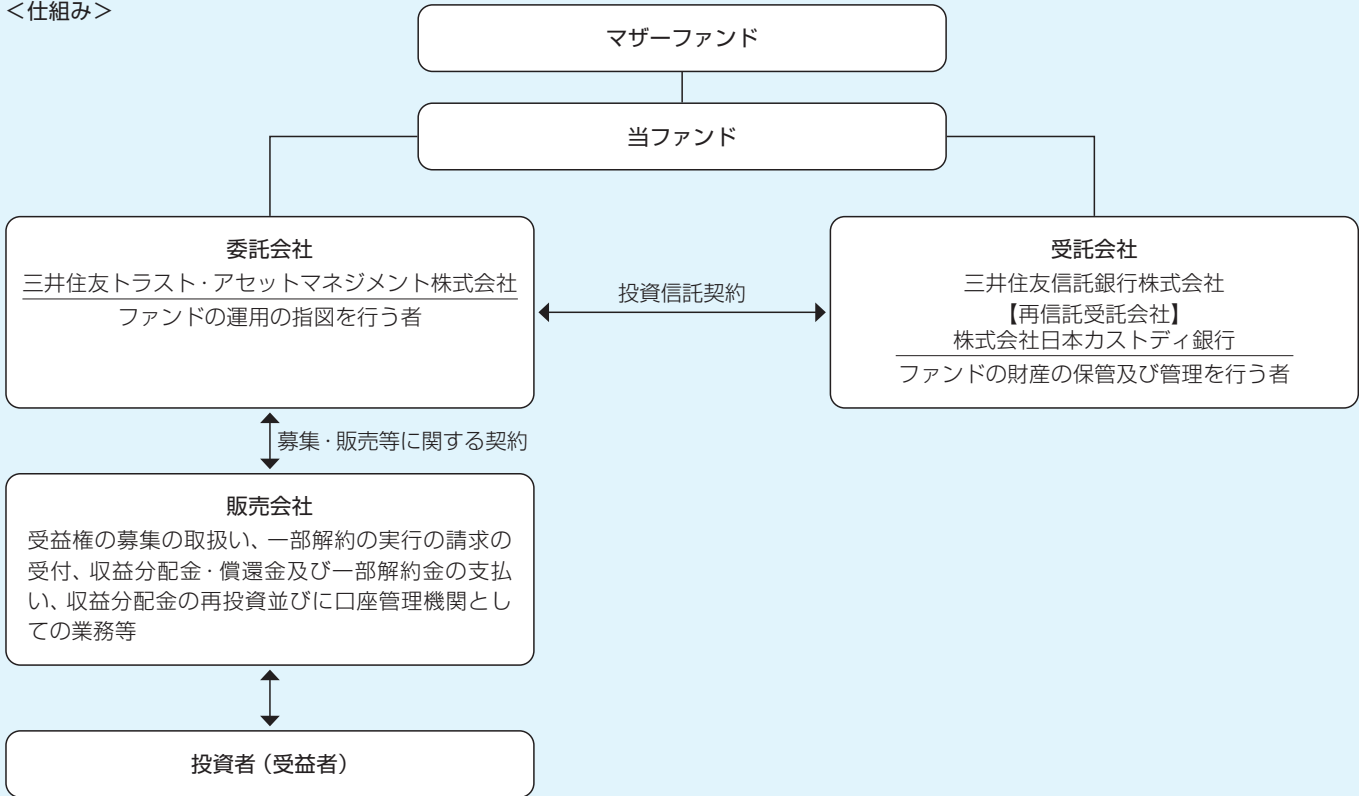 ＜仕組み＞
マザーファンド
当ファンド
委託会社
三井住友トラスト・アセットマネジメント株式会社
ファンドの運用の指図を行う者
投資信託契約
受託会社
三井住友信託銀行株式会社
【再信託受託会社】
株式会社日本カストディ銀行
ファンドの財産の保管及び管理を行う者
募集・販売等に関する契約
販売会社
受益権の募集の取扱い、一部解約の実行の請求の
受付、収益分配金・償還金及び一部解約金の支払
い、収益分配金の再投資並びに口座管理機関とし
ての業務等
投資者（受益者）